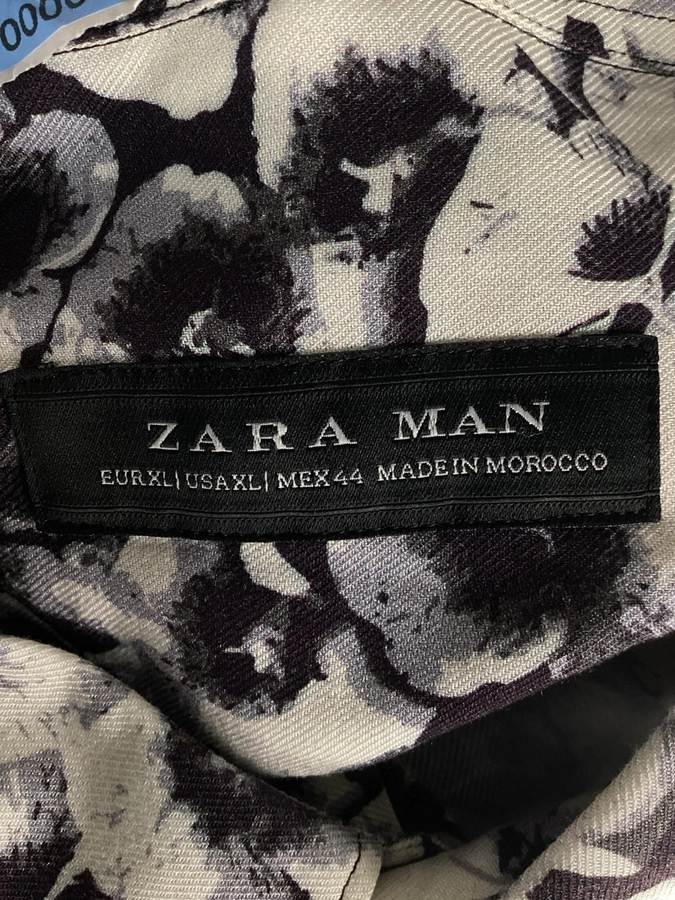 ZARA MAN
EUR XL | USA XL | MEX 44 MADE IN MOROCCO